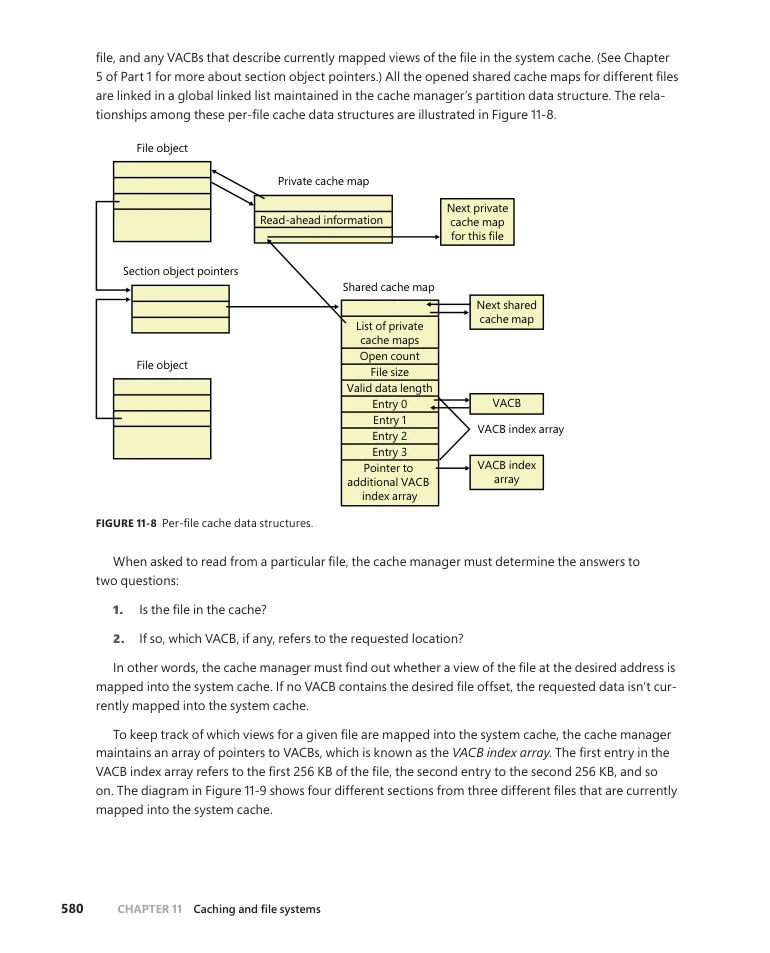 file, and any VACBs that describe currently mapped views of the file in the system cache. (See Chapter
5 of Part 1 for more about section object pointers.) All the opened shared cache maps for different files
are linked in a global linked list maintained in the cache manager’s partition data structure. The rela-
tionships among these per-file cache data structures are illustrated in Figure 11-8.
File object
Private cache map
Read-ahead information
Next private
cache map
for this file
Section object pointers
Shared cache map
Next shared
cache map
List of private
cache maps
Open count
File object
File size
Valid data length
Entry 0
VACB
Entry 1
VACB index array
Entry 2
Entry 3
Pointer to
additional VACB
index array
VACB index
array
FIGURE 11-8 Per-file cache data structures.
When asked to read from a particular file, the cache manager must determine the answers to
two questions:
1. Is the file in the cache?
2. If so, which VACB, if any, refers to the requested location?
In other words, the cache manager must find out whether a view of the file at the desired address is
mapped into the system cache. If no VACB contains the desired file offset, the requested data isn’t cur-
rently mapped into the system cache.
To keep track of which views for a given file are mapped into the system cache, the cache manager
maintains an array of pointers to VACBs, which is known as the VACB index array. The first entry in the
VACB index array refers to the first 256 KB of the file, the second entry to the second 256 KB, and so
on. The diagram in Figure 11-9 shows four different sections from three different files that are currently
mapped into the system cache.
580 CHAPTER 11 Caching and file systems